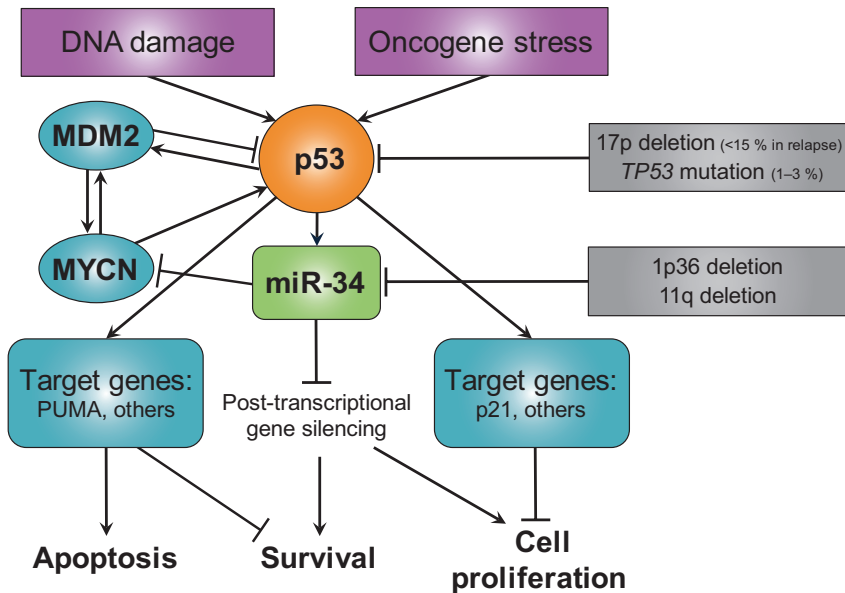 DNA damage
Oncogene stress
MDM2
p53
17p deletion (<15 % in relapse)
TP53 mutation (1–3 %)
MYCN
miR-34
1p36 deletion
11q deletion
Target genes:
PUMA, others
Post-transcriptional
gene silencing
Target genes:
p21, others
Apoptosis
Survival
Cell
proliferation